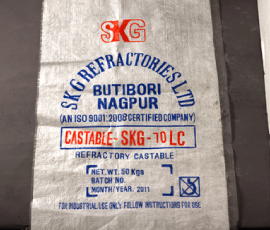 SKG
SKG REFRACTORIES LTD
BUTIBORI
NAGPUR
(AN ISO 9001:2008 CERTIFIED COMPANY)
CASTABLE- SKG - 70 LC
REFRACTORY CASTABLE
NET. WT. 50 Kgs
BATCH NO.
MONTH/YEAR. 2011
FOR INDUSTRIAL USE ONLY FOLLOW INSTRUCTIONS FOR USE